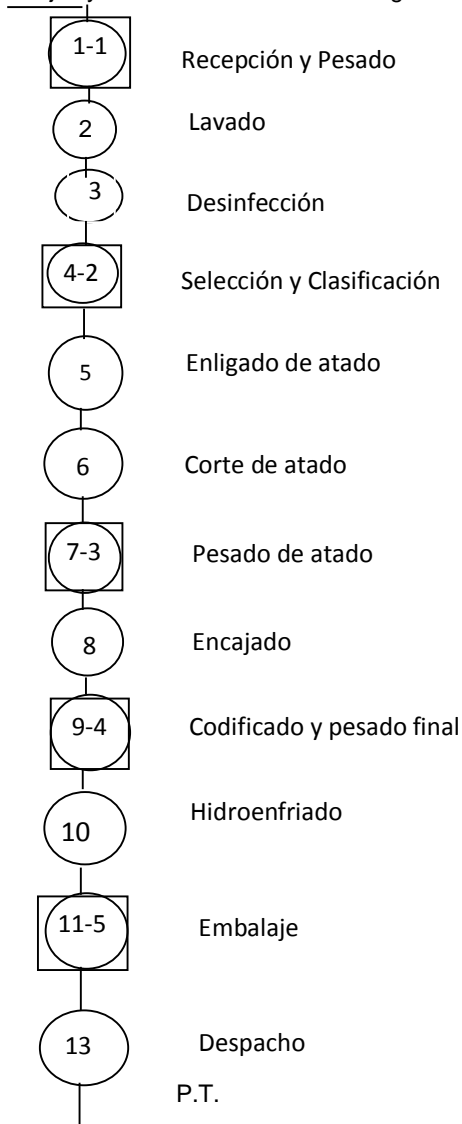 1-1 Recepción y Pesado
2 Lavado
3 Desinfección
4-2 Selección y Clasificación
5 Enligado de atado
6 Corte de atado
7-3 Pesado de atado
8 Encajado
9-4 Codificado y pesado final
10 Hidroenfriado
11-5 Embalaje
13 Despacho
P.T.